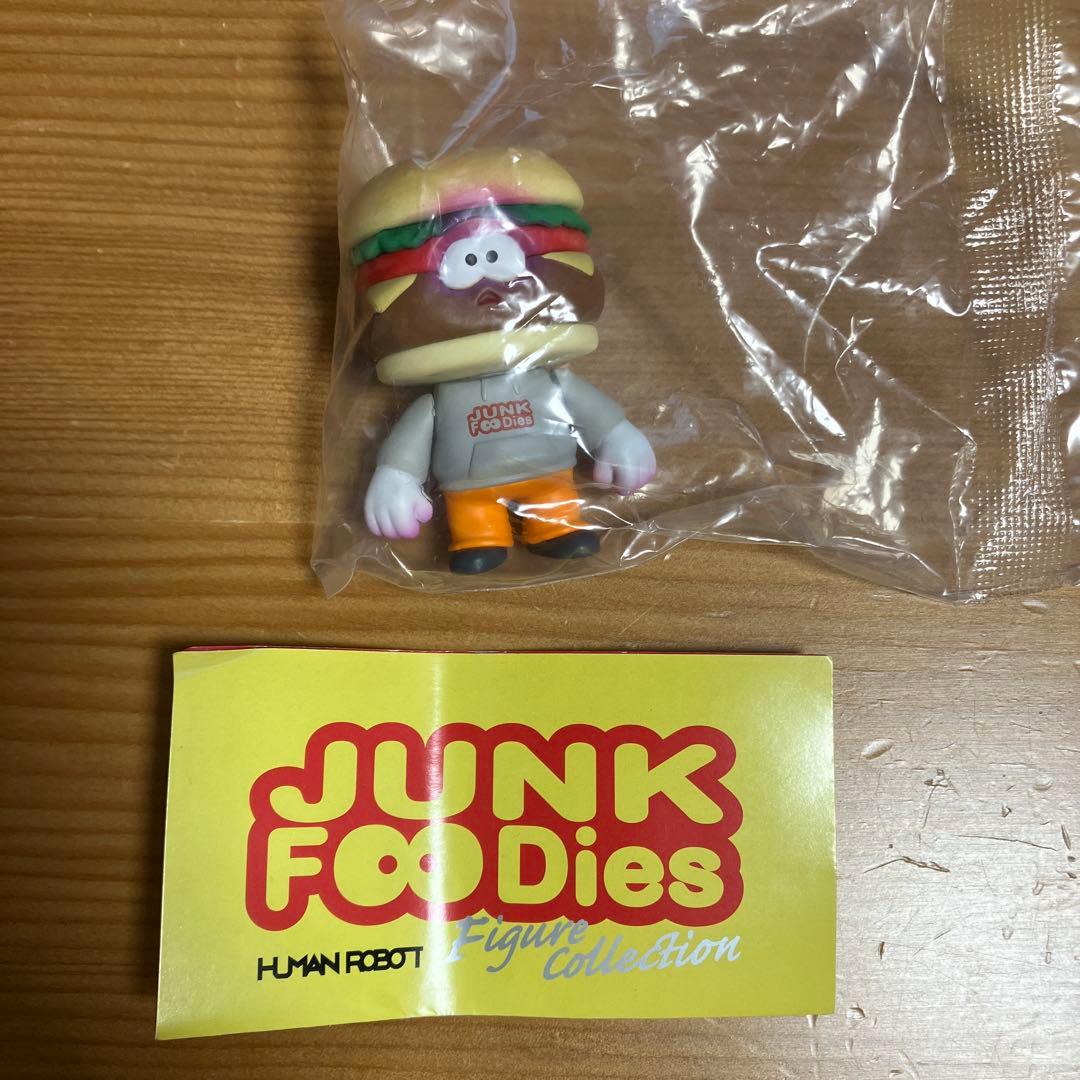 JUNK
FOODies
JUNK
FOODies
HUMAN ROBOT
Figure
Collection